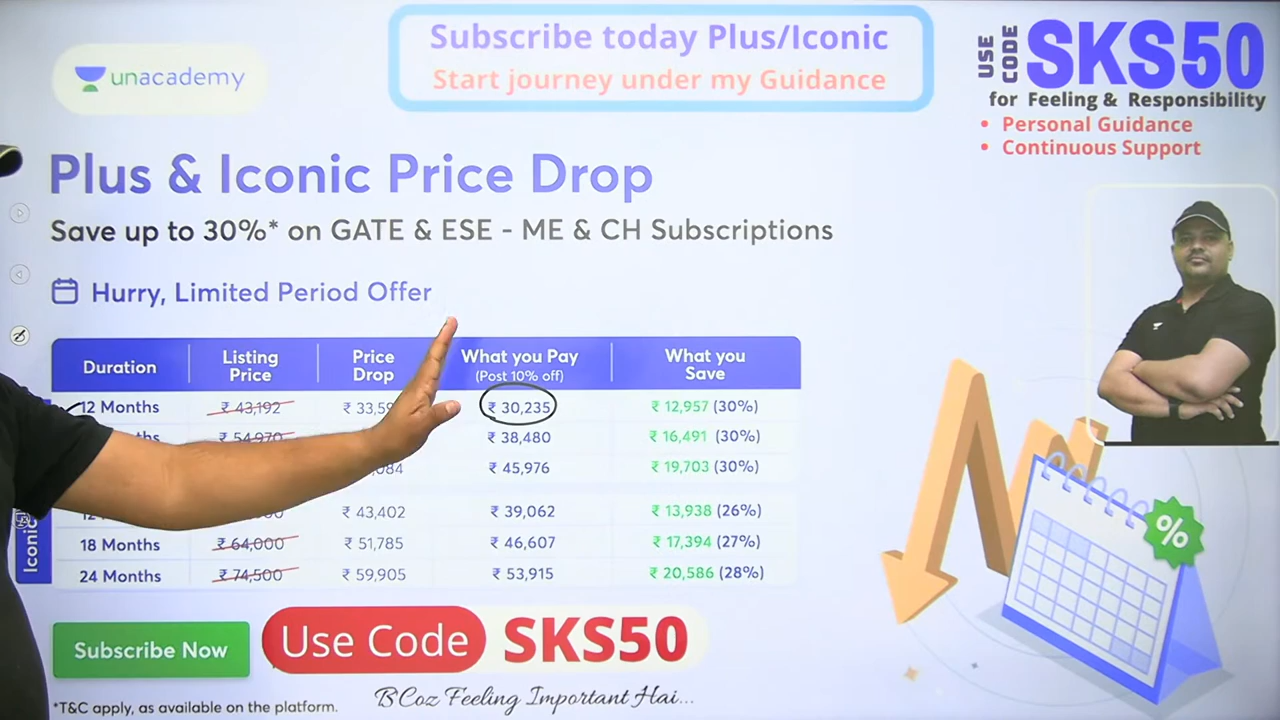 Subscribe today Plus/Iconic
Start journey under my Guidance
USE CODE SKS50
for Feeling & Responsibility
• Personal Guidance
• Continuous Support
unacademy
Plus & Iconic Price Drop
Save up to 30%* on GATE & ESE - ME & CH Subscriptions
Hurry, Limited Period Offer
Duration Listing Price Price Drop What you Pay (Post 10% off) What you Save
12 Months ₹ 43,192 ₹ 30,235 ₹ 12,957 (30%)
₹ 54,970 ₹ 38,480 ₹ 16,491 (30%)
₹ 45,976 ₹ 19,703 (30%)
Iconic
₹ 43,402 ₹ 39,062 ₹ 13,938 (26%)
18 Months ₹ 64,000 ₹ 51,785 ₹ 46,607 ₹ 17,394 (27%)
24 Months ₹ 74,500 ₹ 59,905 ₹ 53,915 ₹ 20,586 (28%)
%
Subscribe Now
Use Code SKS50
*T&C apply, as available on the platform.
B'Coz Feeling Important Hai...